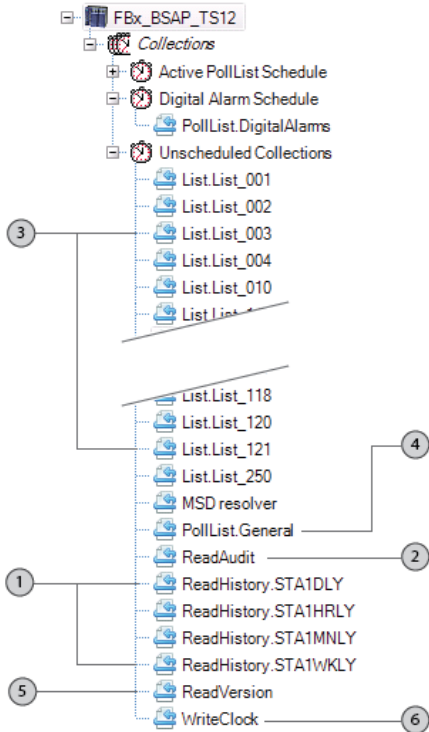 FBx_BSAP_TS12
Collections
Active PollList Schedule
Digital Alarm Schedule
PollList.DigitalAlarms
Unscheduled Collections
List.List_001
List.List_002
3 List.List_003
List.List_004
List.List_010
List.List_118
List.List_120
4
List.List_121
List.List_250
MSD resolver
PollList.General
ReadAudit 2
1 ReadHistory.STA1DLY
ReadHistory.STA1HRLY
ReadHistory.STA1MNLY
ReadHistory.STA1WKLY
5 ReadVersion
WriteClock 6